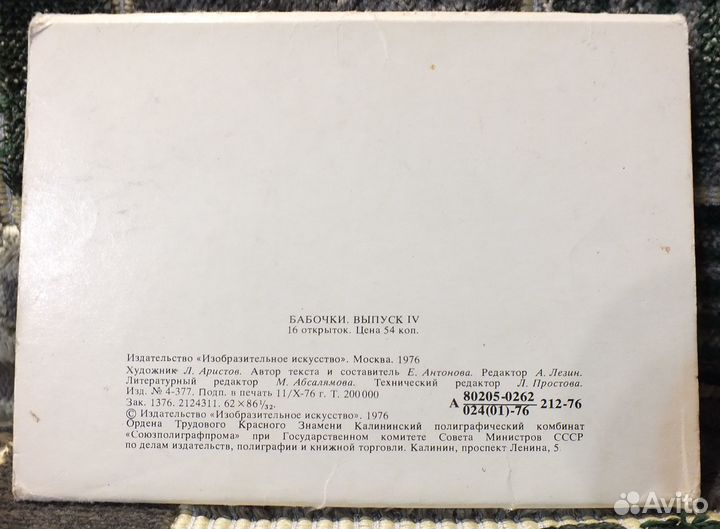 БАБОЧКИ. ВЫПУСК IV
16 открыток. Цена 54 коп.
Издательство «Изобразительное искусство». Москва. 1976
Художник Л. Аристов. Автор текста и составитель Е. Антонова. Редактор А. Лезин.
Литературный редактор М. Абсалямова. Технический редактор Л. Простова.
Изд. № 4-377. Подп. в печать 11/X-76 г. Т. 200 000
Зак. 1376. 2124311. 62 × 86 1/32.
А 80205-0262/024(01)-76 212-76
© Издательство «Изобразительное искусство», 1976
Ордена Трудового Красного Знамени Калининский полиграфический комбинат
«Союзполиграфпрома» при Государственном комитете Совета Министров СССР
по делам издательств, полиграфии и книжной торговли. Калинин, проспект Ленина, 5.
Avito